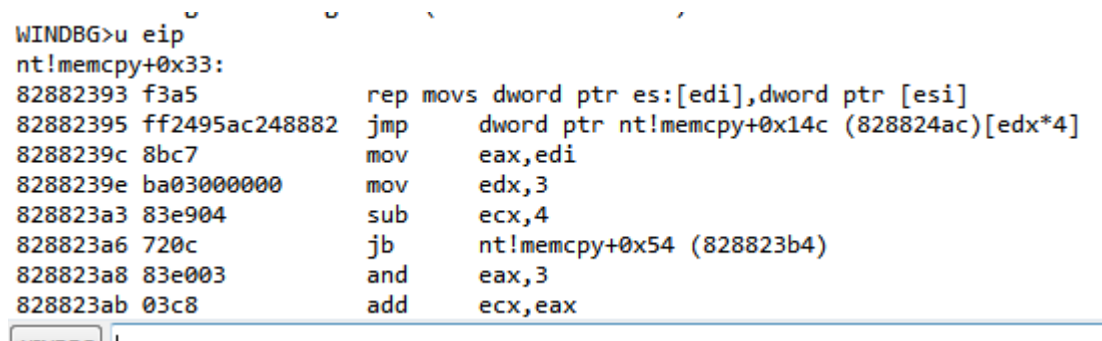 WINDBG>u eip
nt!memcpy+0x33:
82882393 f3a5 rep movs dword ptr es:[edi],dword ptr [esi]
82882395 ff2495ac248882 jmp dword ptr nt!memcpy+0x14c (828824ac)[edx*4]
8288239c 8bc7 mov eax,edi
8288239e ba03000000 mov edx,3
828823a3 83e904 sub ecx,4
828823a6 720c jb nt!memcpy+0x54 (828823b4)
828823a8 83e003 and eax,3
828823ab 03c8 add ecx,eax